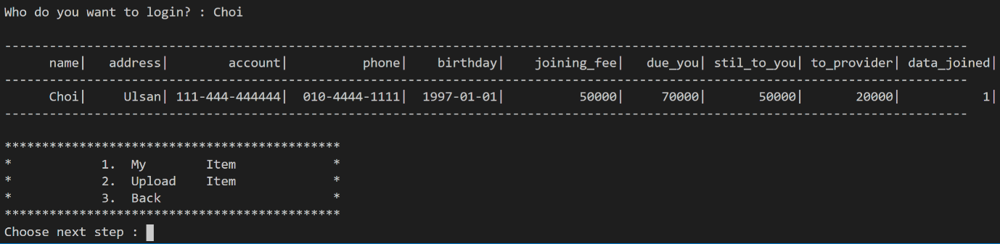 Who do you want to login? : Choi
---------------------------------------------------------------------------------------------------------------------------------
      name|   address|        account|          phone|    birthday|    joining_fee|   due_you| stil_to_you| to_provider| data_joined|
---------------------------------------------------------------------------------------------------------------------------------
      Choi|     Ulsan| 111-444-444444|  010-4444-1111|  1997-01-01|          50000|     70000|       50000|       20000|           1|
---------------------------------------------------------------------------------------------------------------------------------
*********************************************
*            1.  My        Item             *
*            2.  Upload    Item             *
*            3.  Back                       *
*********************************************
Choose next step :